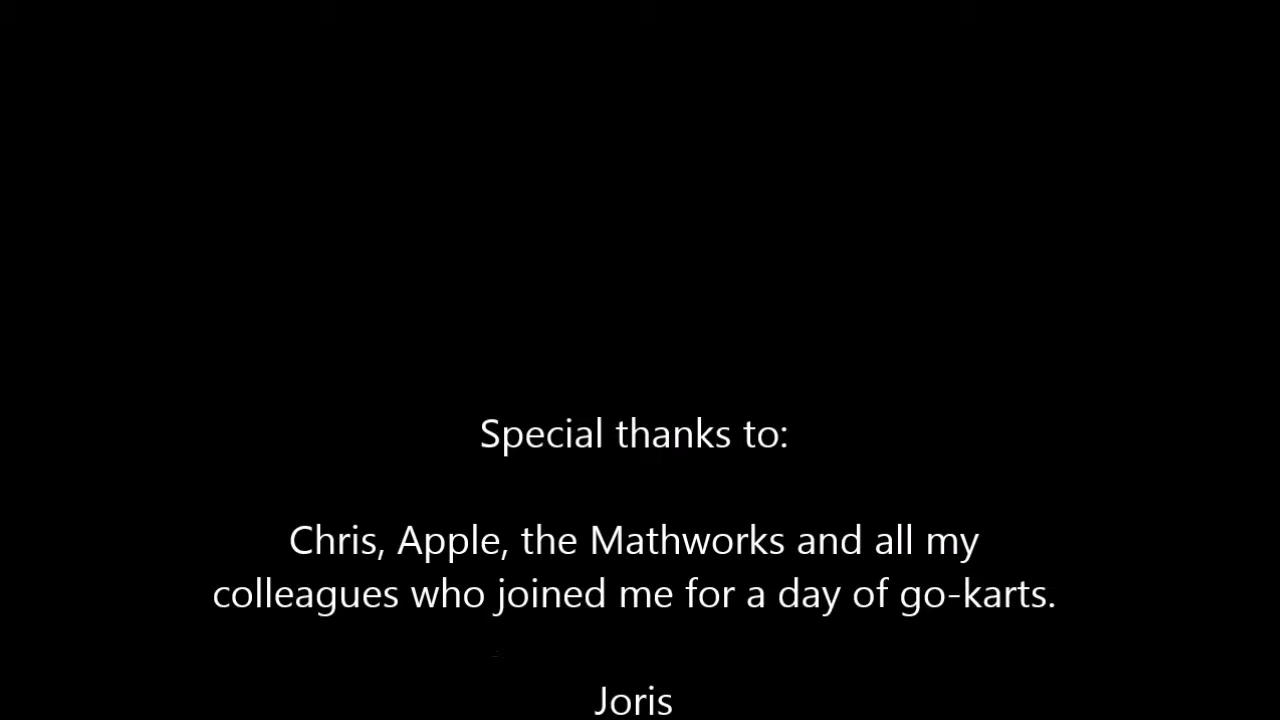 Special thanks to:
Chris, Apple, the Mathworks and all my
colleagues who joined me for a day of go-karts.
Joris